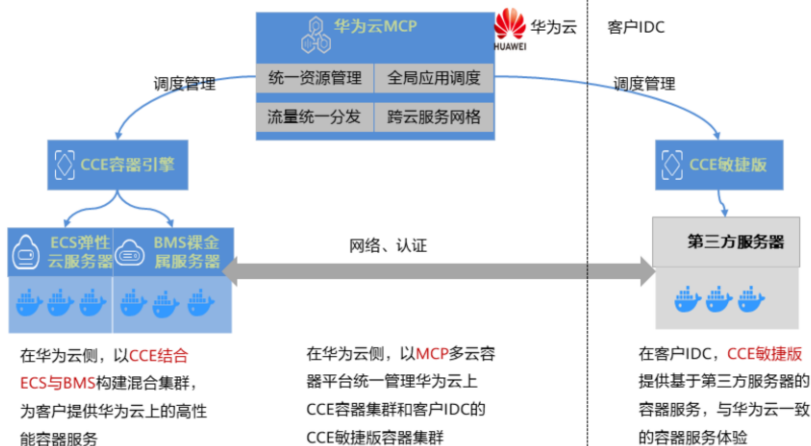 华为云MCP
HUAWEI
华为云
客户IDC
统一资源管理
全局应用调度
流量统一分发
跨云服务网格
调度管理
调度管理
CCE容器引擎
CCE敏捷版
ECS弹性
云服务器
BMS裸金
属服务器
第三方服务器
网络、认证
在华为云侧，以CCE结合
ECS与BMS构建混合集群，
为客户提供华为云上的高性
能容器服务
在华为云侧，以MCP多云容
器平台统一管理华为云上
CCE容器集群和客户IDC的
CCE敏捷版容器集群
在客户IDC，CCE敏捷版
提供基于第三方服务器的
容器服务，与华为云一致
的容器服务体验